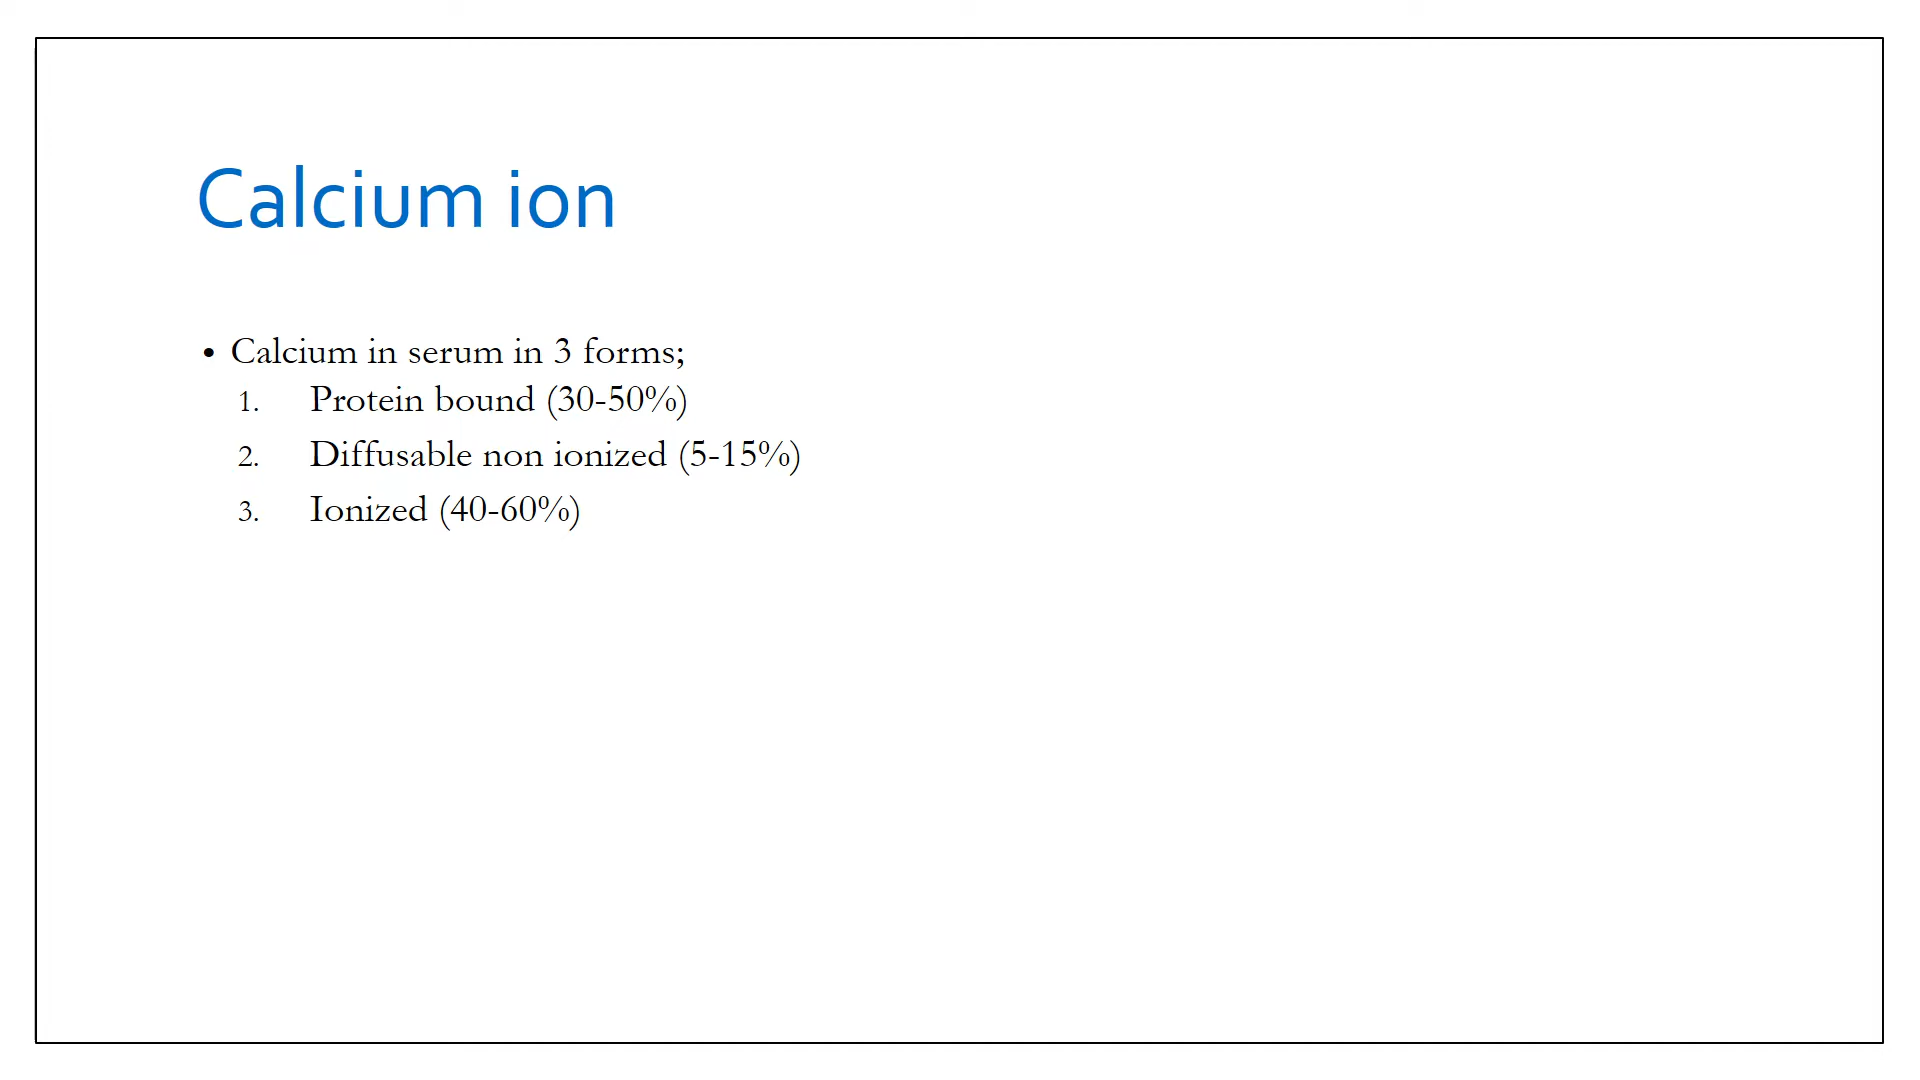 Calcium ion
• Calcium in serum in 3 forms;
1. Protein bound (30-50%)
2. Diffusable non ionized (5-15%)
3. Ionized (40-60%)